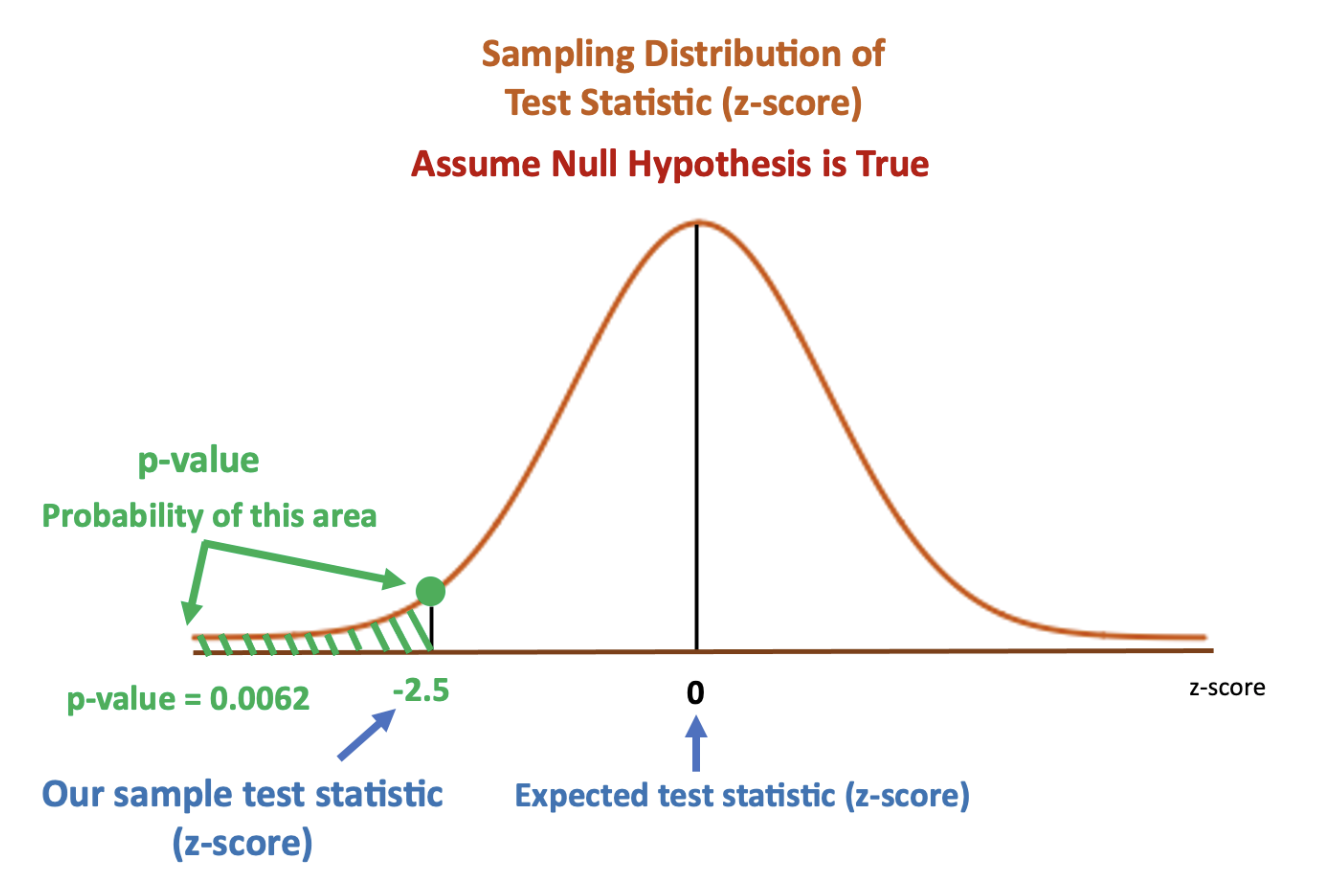 Sampling Distribution of
Test Statistic (z-score)
Assume Null Hypothesis is True
p-value
Probability of this area
p-value = 0.0062
-2.5
0
z-score
Our sample test statistic
(z-score)
Expected test statistic (z-score)